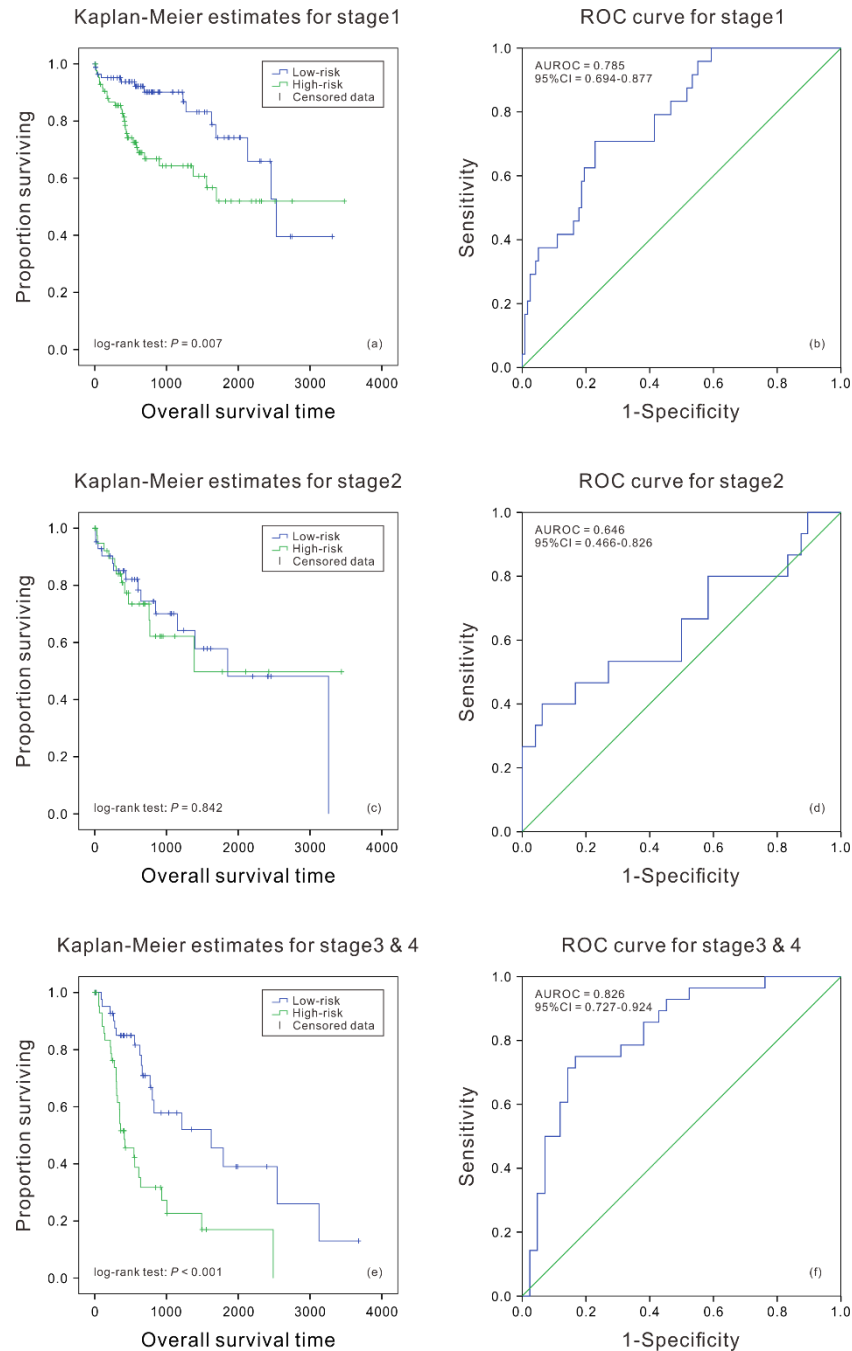 Kaplan-Meier estimates for stage1
Proportion surviving
1.0
0.8
0.6
0.4
0.2
0.0
Low-risk
High-risk
Censored data
log-rank test: P = 0.007
(a)
0 1000 2000 3000 4000
Overall survival time
ROC curve for stage1
Sensitivity
1.0
0.8
0.6
0.4
0.2
0.0
AUROC = 0.785
95%CI = 0.694-0.877
(b)
0.0 0.2 0.4 0.6 0.8 1.0
1-Specificity
Kaplan-Meier estimates for stage2
Proportion surviving
1.0
0.8
0.6
0.4
0.2
0.0
Low-risk
High-risk
Censored data
log-rank test: P = 0.842
(c)
0 1000 2000 3000 4000
Overall survival time
ROC curve for stage2
Sensitivity
1.0
0.8
0.6
0.4
0.2
0.0
AUROC = 0.646
95%CI = 0.466-0.826
(d)
0.0 0.2 0.4 0.6 0.8 1.0
1-Specificity
Kaplan-Meier estimates for stage3 & 4
Proportion surviving
1.0
0.8
0.6
0.4
0.2
0.0
Low-risk
High-risk
Censored data
log-rank test: P < 0.001
(e)
0 1000 2000 3000 4000
Overall survival time
ROC curve for stage3 & 4
Sensitivity
1.0
0.8
0.6
0.4
0.2
0.0
AUROC = 0.826
95%CI = 0.727-0.924
(f)
0.0 0.2 0.4 0.6 0.8 1.0
1-Specificity